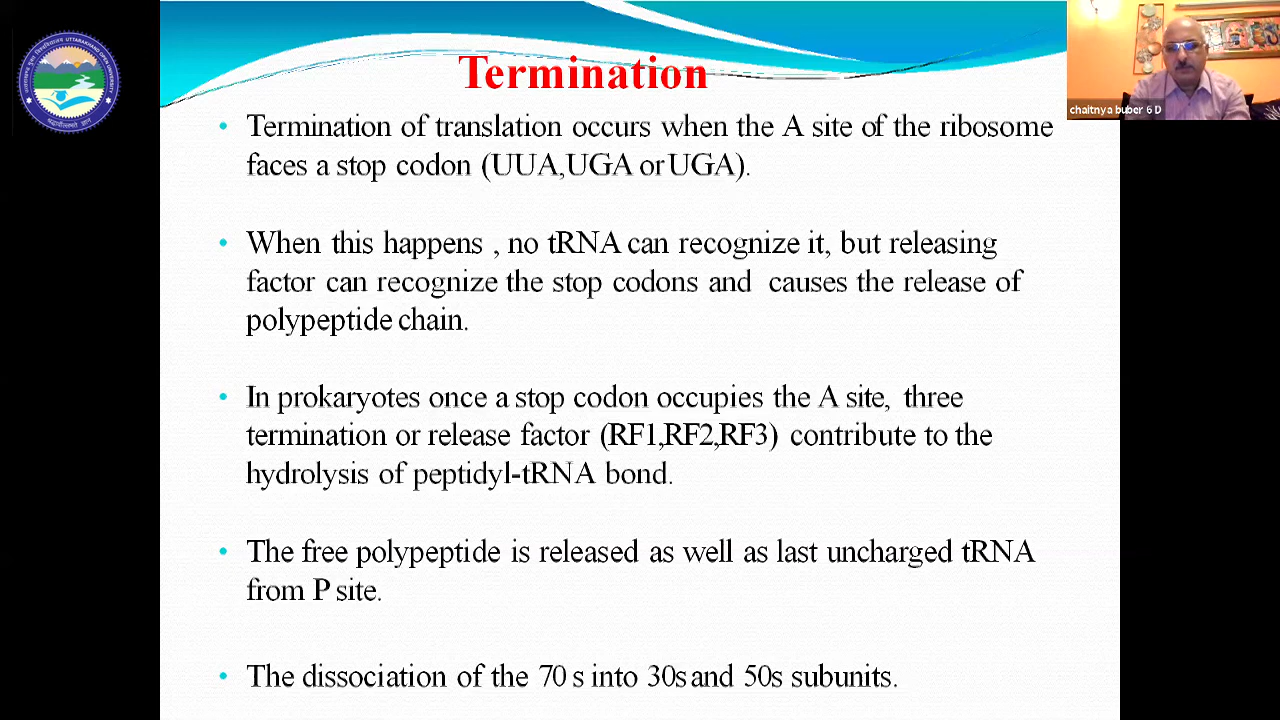 Termination
chaitnya buber 6 D
• Termination of translation occurs when the A site of the ribosome
faces a stop codon (UUA,UGA or UGA).
• When this happens , no tRNA can recognize it, but releasing
factor can recognize the stop codons and causes the release of
polypeptide chain.
• In prokaryotes once a stop codon occupies the A site, three
termination or release factor (RF1,RF2,RF3) contribute to the
hydrolysis of peptidyl-tRNA bond.
• The free polypeptide is released as well as last uncharged tRNA
from P site.
• The dissociation of the 70 s into 30s and 50s subunits.